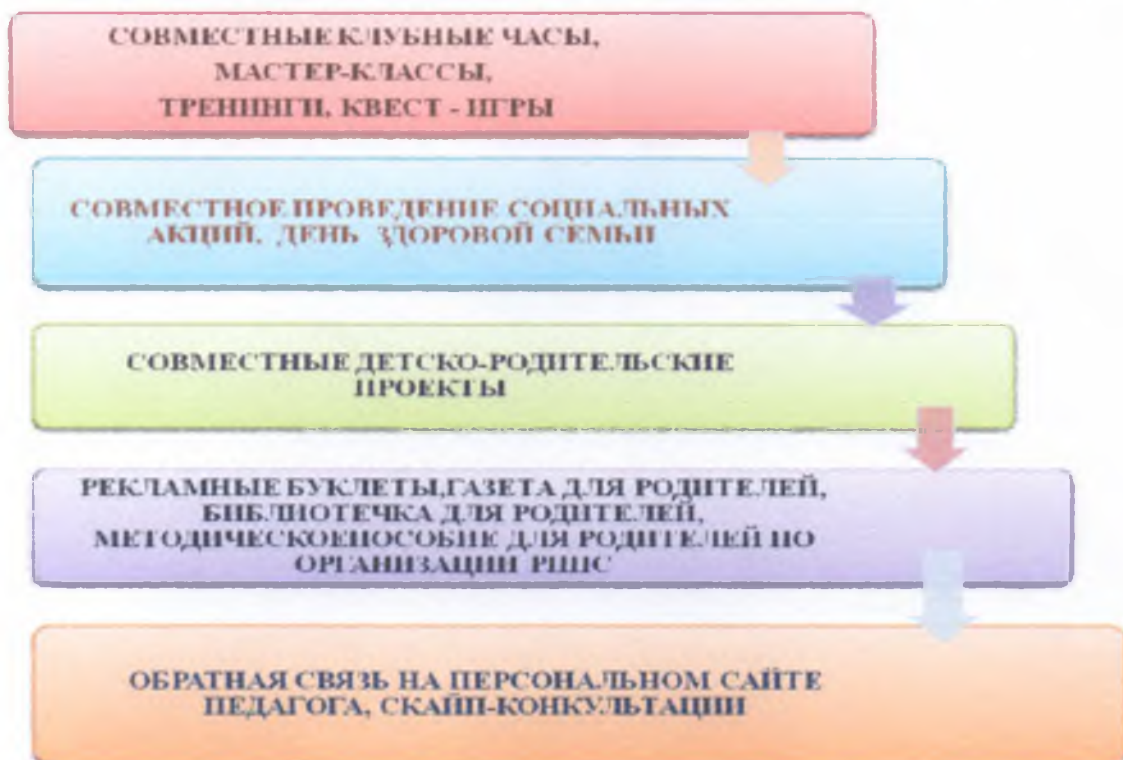 СОВМЕСТНЫЕ КЛУБНЫЕ ЧАСЫ,
МАСТЕР-КЛАССЫ,
ТРЕНИНГИ, КВЕСТ - ИГРЫ
СОВМЕСТНОЕ ПРОВЕДЕНИЕ СОЦИАЛЬНЫХ
АКЦИЙ, ДЕНЬ ЗДОРОВОЙ СЕМЬИ
СОВМЕСТНЫЕ ДЕТСКО-РОДИТЕЛЬСКИЕ
ПРОЕКТЫ
РЕКЛАМНЫЕ БУКЛЕТЫ,ГАЗЕТА ДЛЯ РОДИТЕЛЕЙ,
БИБЛИОТЕЧКА ДЛЯ РОДИТЕЛЕЙ,
МЕТОДИЧЕСКОЕПОСОБИЕ ДЛЯ РОДИТЕЛЕЙ ПО
ОРГАНИЗАЦИИ
ОБРАТНАЯ СВЯЗЬ НА ПЕРСОНАЛЬНОМ САЙТЕ
ПЕДАГОГА, СКАЙП-КОНКУЛЬТАЦИИ